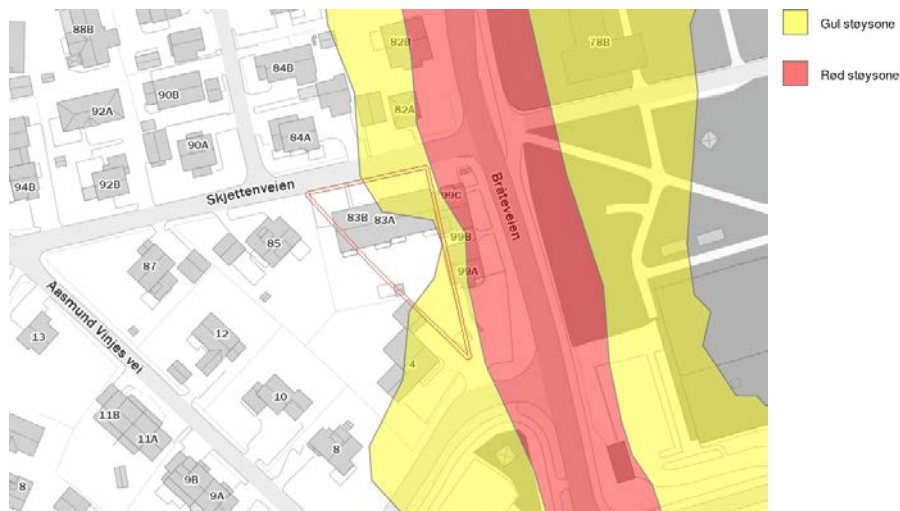 Gul støysone
Rød støysone
88B
82B
78B
84B
90B
92A
82A
84A
90A
94B
92B
99C
Skjettenveien
Bråteveien
83B
83A
99B
85
87
99A
Aasmund Vinjes vei
13
12
4
10
11B
11A
8
9B
9A
8